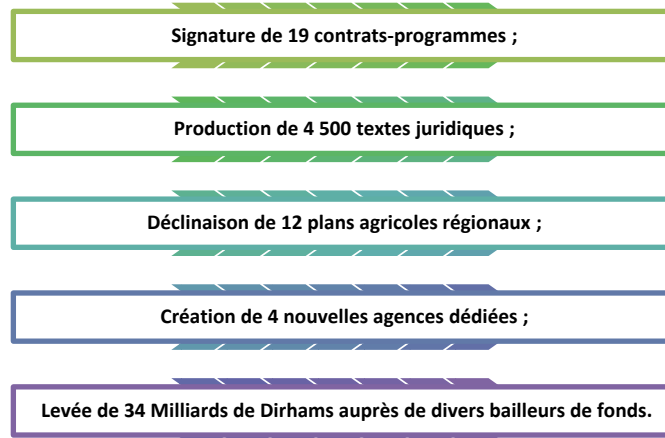 Signature de 19 contrats-programmes ;
Production de 4 500 textes juridiques ;
Déclinaison de 12 plans agricoles régionaux ;
Création de 4 nouvelles agences dédiées ;
Levée de 34 Milliards de Dirhams auprès de divers bailleurs de fonds.